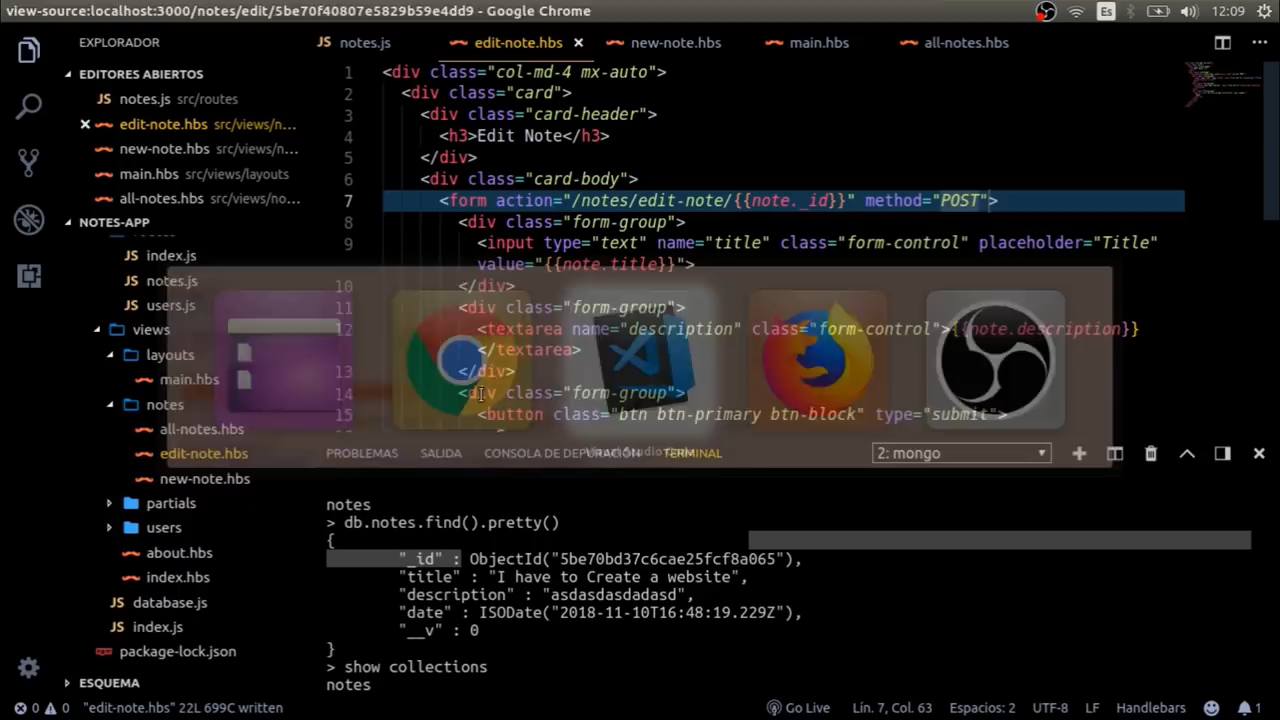 view-source:localhost:3000/notes/edit/5be70f40807e5829b59e4dd9 - Google Chrome
Es
12:09
EXPLORADOR
JS notes.js
edit-note.hbs
new-note.hbs
main.hbs
all-notes.hbs
EDITORES ABIERTOS
JS notes.js src/routes
edit-note.hbs src/views/n...
new-note.hbs src/views/n...
main.hbs src/views/layouts
all-notes.hbs src/views/no...
NOTES-APP
JS index.js
JS notes.js
JS users.js
views
layouts
main.hbs
notes
all-notes.hbs
edit-note.hbs
new-note.hbs
partials
users
about.hbs
index.hbs
JS database.js
JS index.js
package-lock.json
ESQUEMA
1 <div class="col-md-4 mx-auto">
2 <div class="card">
3 <div class="card-header">
4 <h3>Edit Note</h3>
5 </div>
6 <div class="card-body">
7 <form action="/notes/edit-note/{{note._id}}" method="POST">
8 <div class="form-group">
9 <input type="text" name="title" class="form-control" placeholder="Title"
value="{{note.title}}">
10 </div>
11 <div class="form-group">
12 <textarea name="description" class="form-control">{{note.description}}
</textarea>
13 </div>
14 <div class="form-group">
15 <button class="btn btn-primary btn-block" type="submit">
PROBLEMAS
SALIDA
CONSOLA DE DEPURACIÓN
TERMINAL
2: mongo
notes
> db.notes.find().pretty()
{
"_id" : ObjectId("5be70bd37c6cae25fcf8a065"),
"title" : "I have to Create a website",
"description" : "asdasdasdadasd",
"date" : ISODate("2018-11-10T16:48:19.229Z"),
"__v" : 0
}
> show collections
notes
0 0 "edit-note.hbs" 22L 699C written
Go Live
Lín. 7, Col. 63
Espacios: 2
UTF-8
LF
Handlebars
1